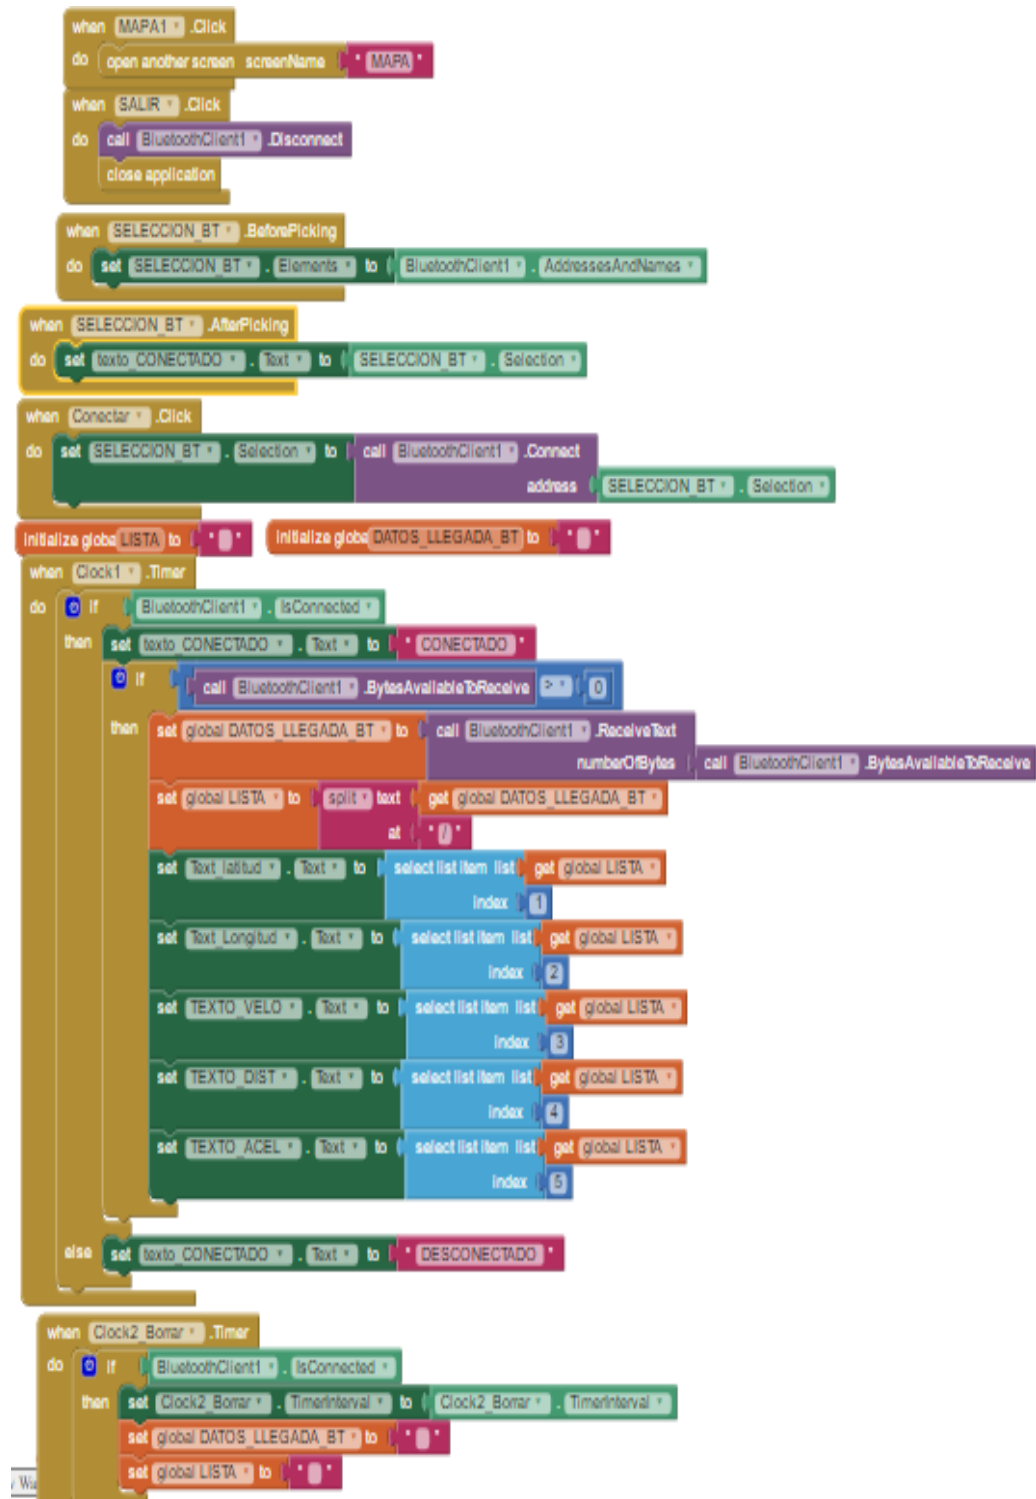 when MAPA1 .Click
do open another screen screenName " MAPA "
when SALIR .Click
do call BluetoothClient1 .Disconnect
close application
when SELECCION_BT .BeforePicking
do set SELECCION_BT . Elements to BluetoothClient1 . AddressesAndNames
when SELECCION_BT .AfterPicking
do set texto_CONECTADO . Text to SELECCION_BT . Selection
when Conectar .Click
do set SELECCION_BT . Selection to call BluetoothClient1 .Connect
address SELECCION_BT . Selection
initialize global LISTA to " " initialize global DATOS_LLEGADA_BT to " "
when Clock1 .Timer
do if BluetoothClient1 . IsConnected
then set texto_CONECTADO . Text to " CONECTADO "
if call BluetoothClient1 .BytesAvailableToReceive > 0
then set global DATOS_LLEGADA_BT to call BluetoothClient1 .ReceiveText
numberOfBytes call BluetoothClient1 .BytesAvailableToReceive
set global LISTA to split text get global DATOS_LLEGADA_BT
at " / "
set Text_latitud . Text to select list item list get global LISTA
index 1
set Text_Longitud . Text to select list item list get global LISTA
index 2
set TEXTO_VELO . Text to select list item list get global LISTA
index 3
set TEXTO_DIST . Text to select list item list get global LISTA
index 4
set TEXTO_ACEL . Text to select list item list get global LISTA
index 5
else set texto_CONECTADO . Text to " DESCONECTADO "
when Clock2_Borrar .Timer
do if BluetoothClient1 . IsConnected
then set Clock2_Borrar . TimerInterval to Clock2_Borrar . TimerInterval
set global DATOS_LLEGADA_BT to " "
set global LISTA to " "